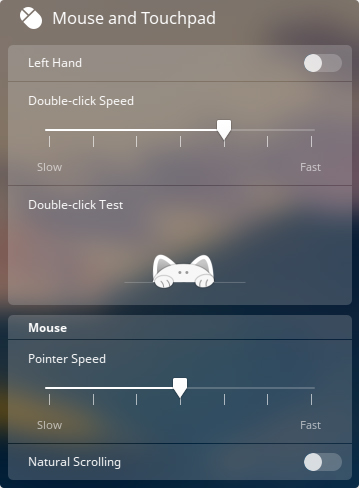 Mouse and Touchpad
Left Hand
Double-click Speed
Slow Fast
Double-click Test
Mouse
Pointer Speed
Slow Fast
Natural Scrolling